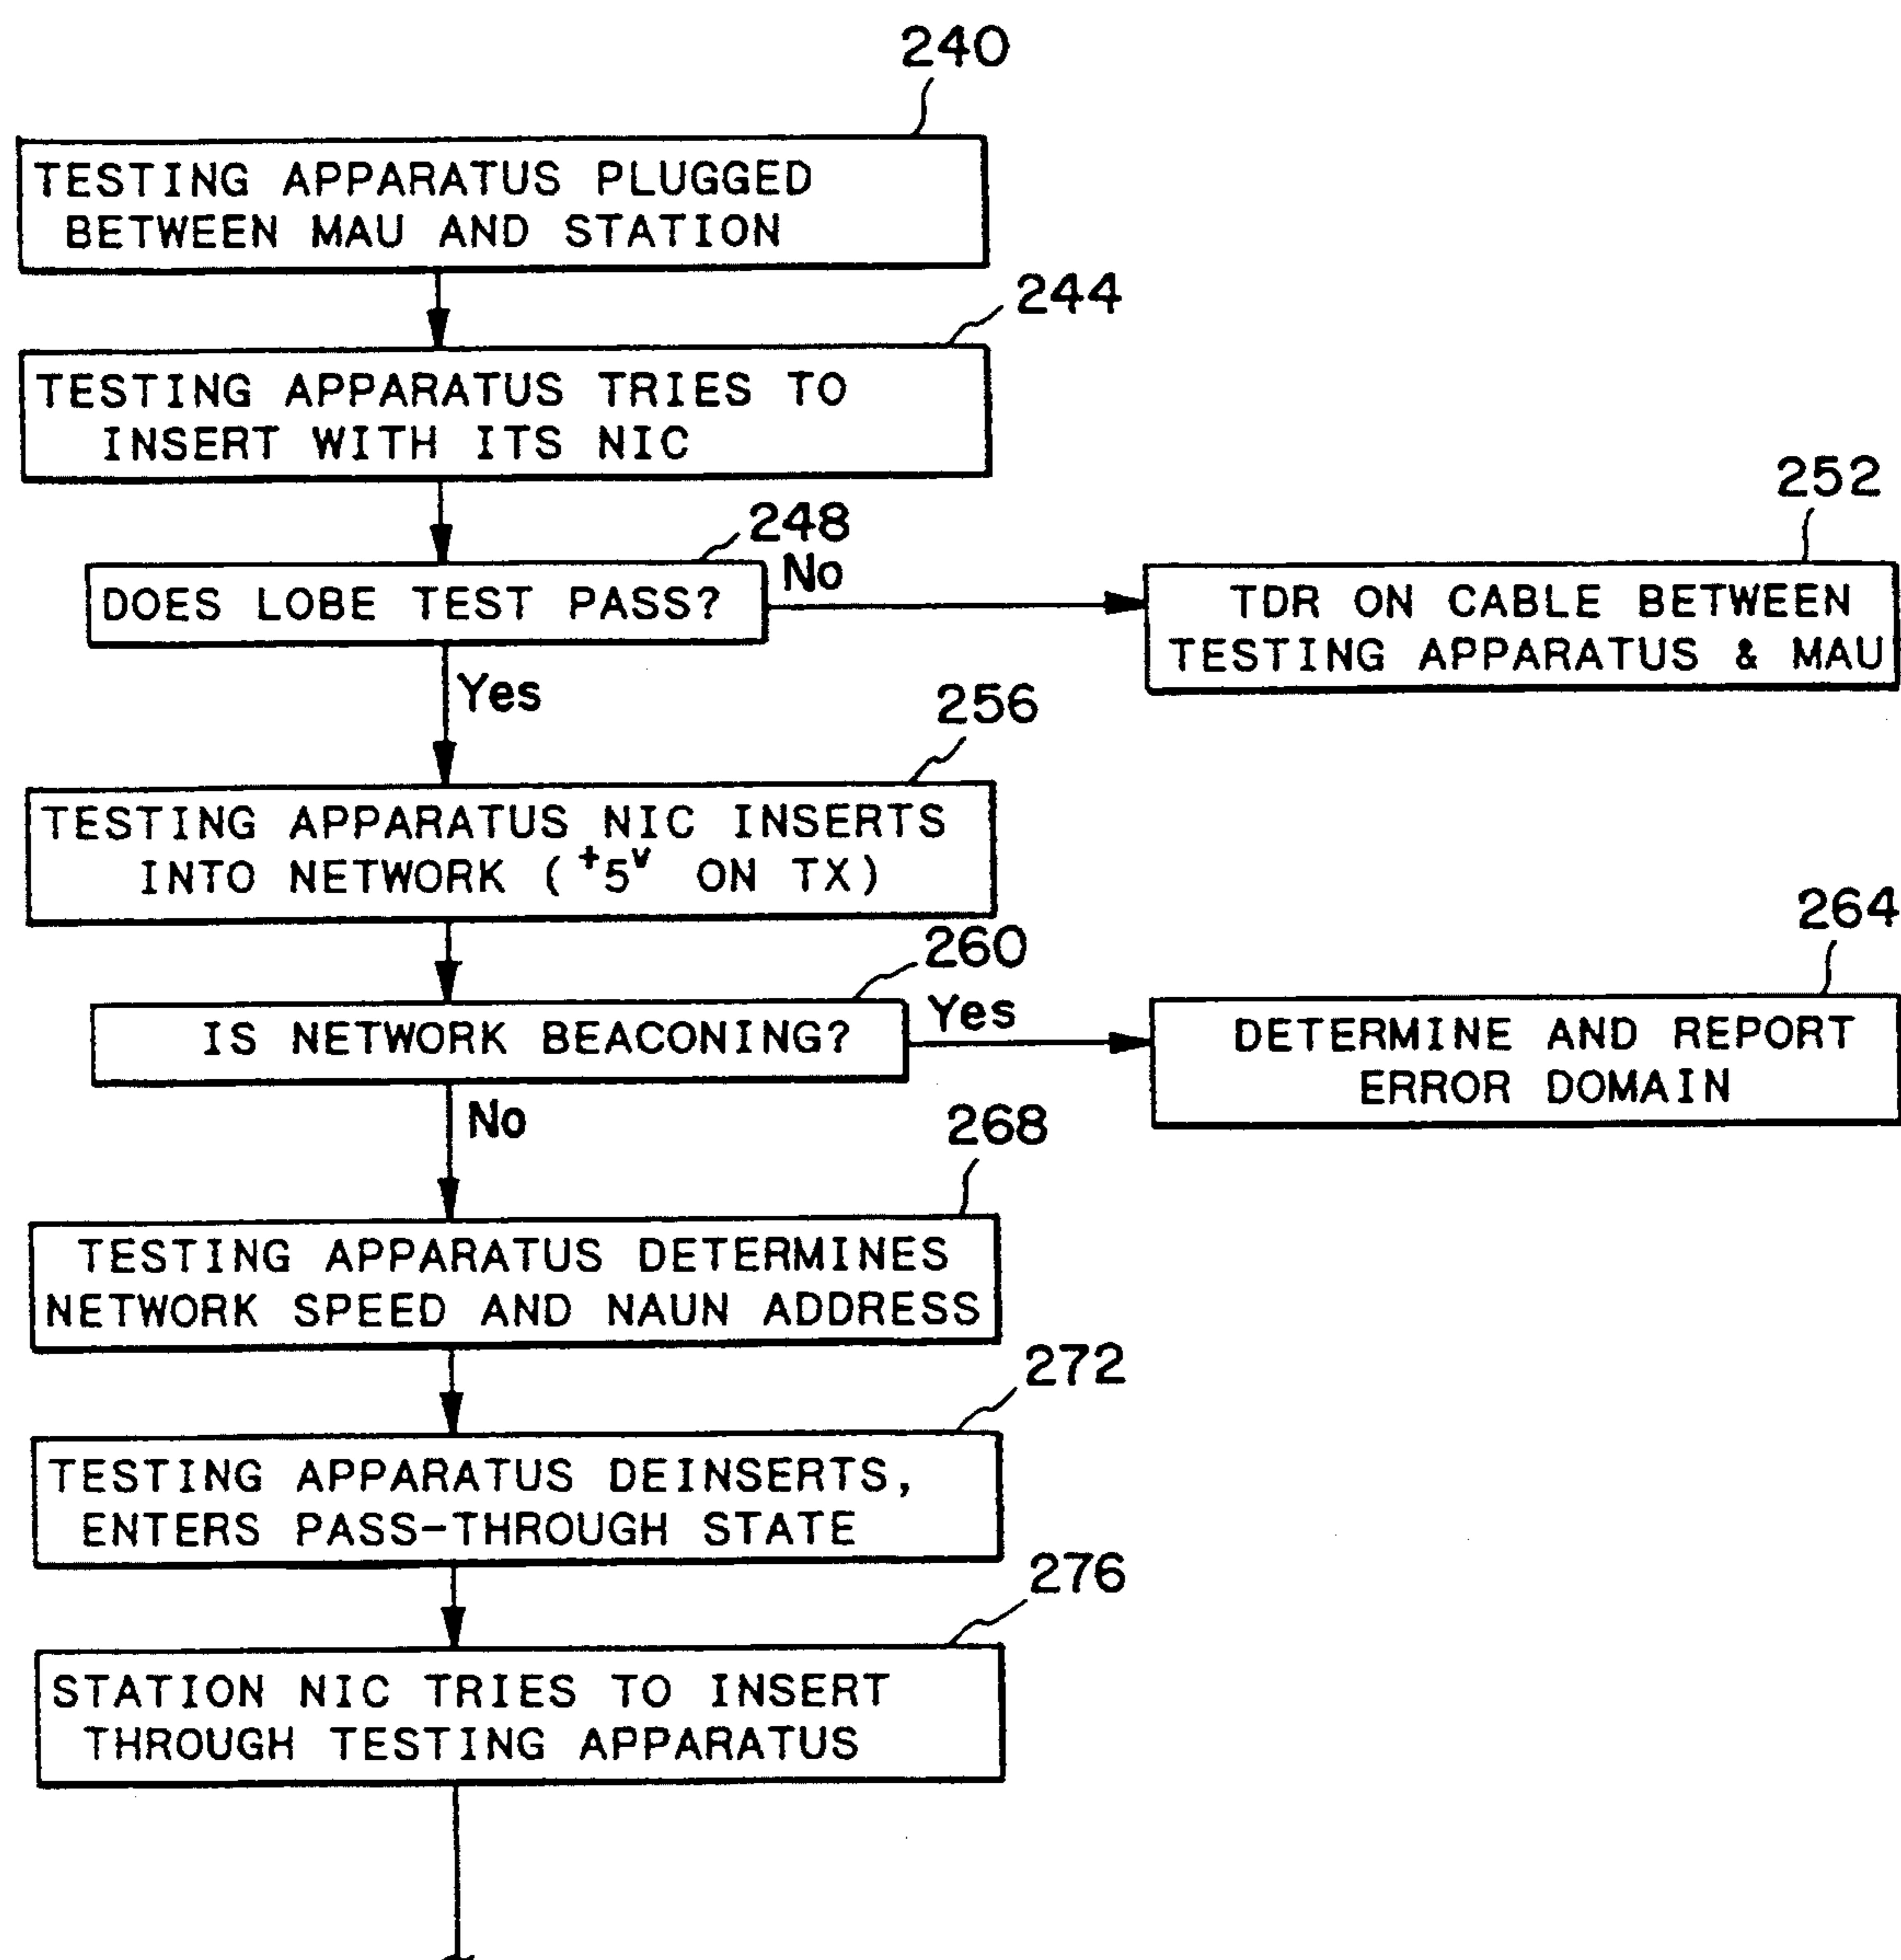 240
TESTING APPARATUS PLUGGED
BETWEEN MAU AND STATION
244
TESTING APPARATUS TRIES TO
INSERT WITH ITS NIC
248
DOES LOBE TEST PASS?
No
252
TDR ON CABLE BETWEEN
TESTING APPARATUS & MAU
Yes
256
TESTING APPARATUS NIC INSERTS
INTO NETWORK (+5v ON TX)
260
IS NETWORK BEACONING?
Yes
264
DETERMINE AND REPORT
ERROR DOMAIN
No
268
TESTING APPARATUS DETERMINES
NETWORK SPEED AND NAUN ADDRESS
272
TESTING APPARATUS DEINSERTS,
ENTERS PASS-THROUGH STATE
276
STATION NIC TRIES TO INSERT
THROUGH TESTING APPARATUS